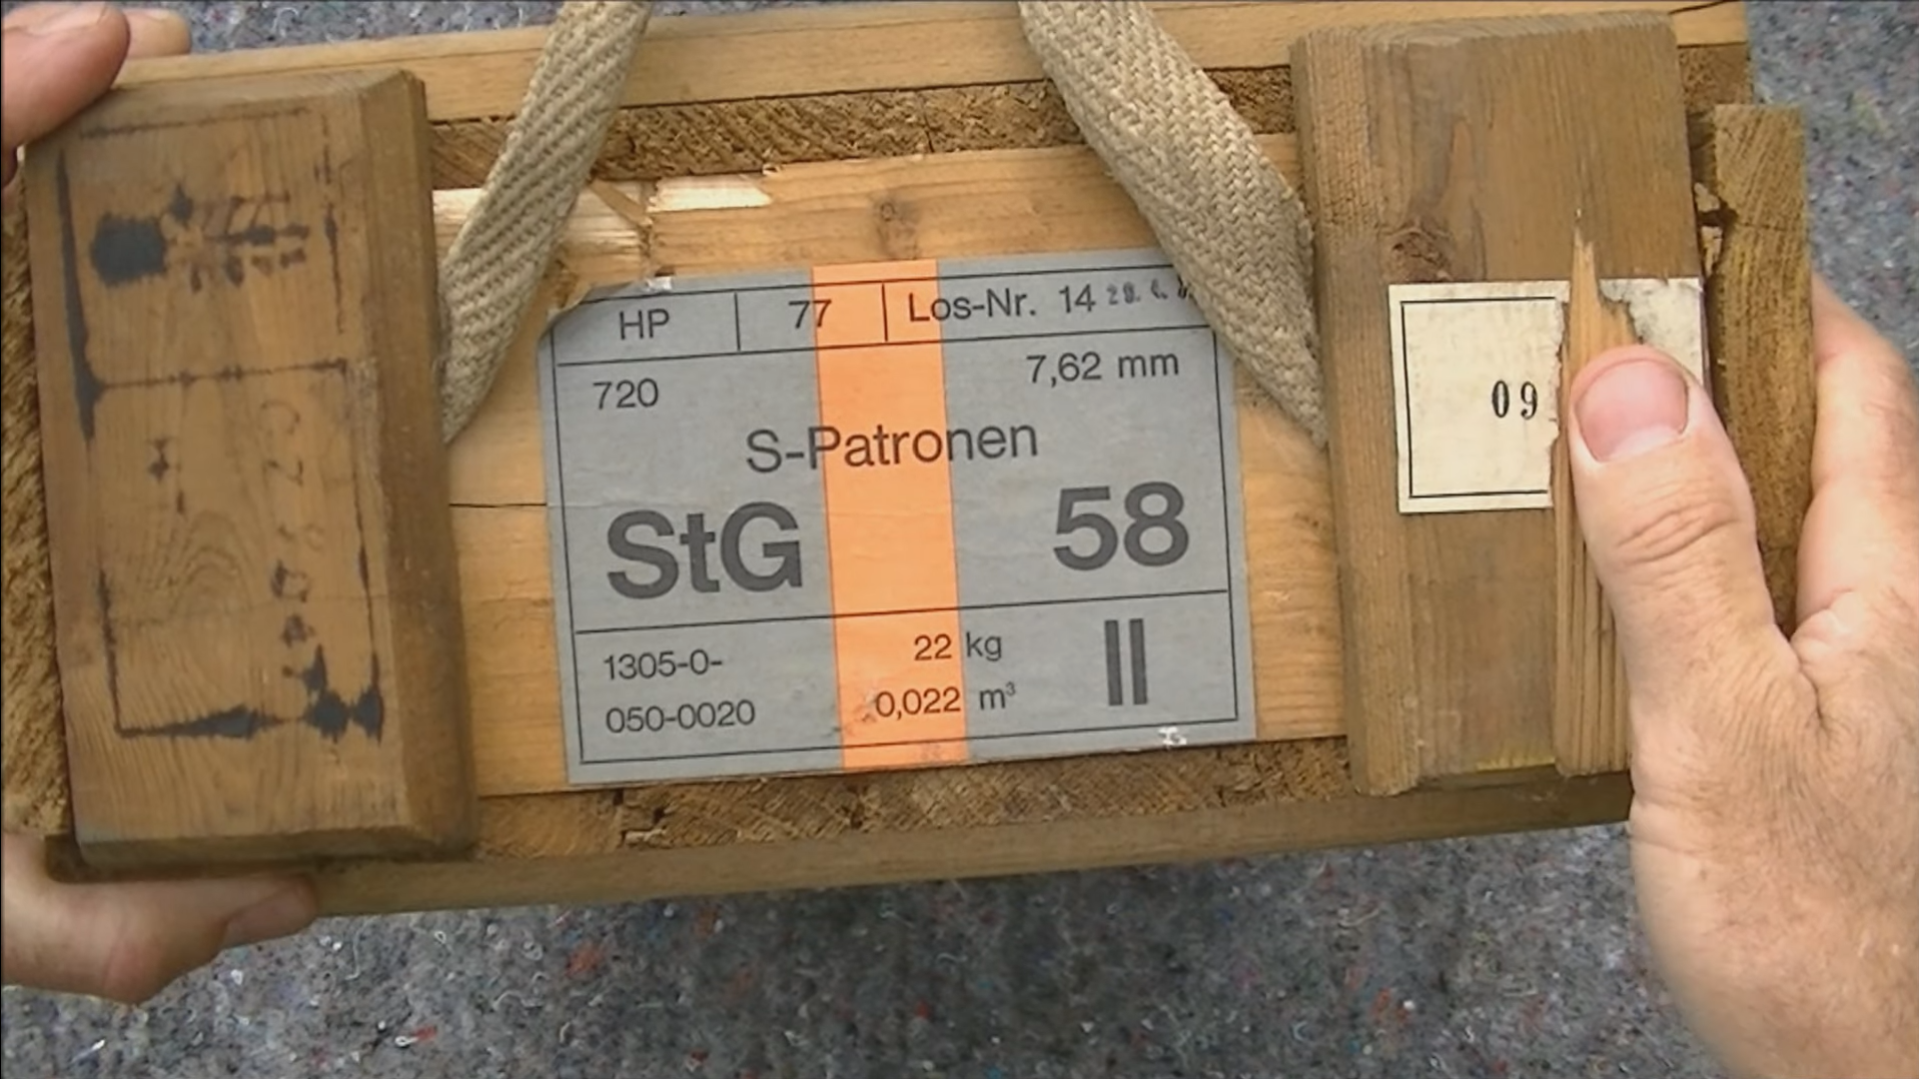 HP 77 Los-Nr. 14
720 7,62 mm
S-Patronen
StG 58
1305-0- 22 kg II
050-0020 0,022 m³
09